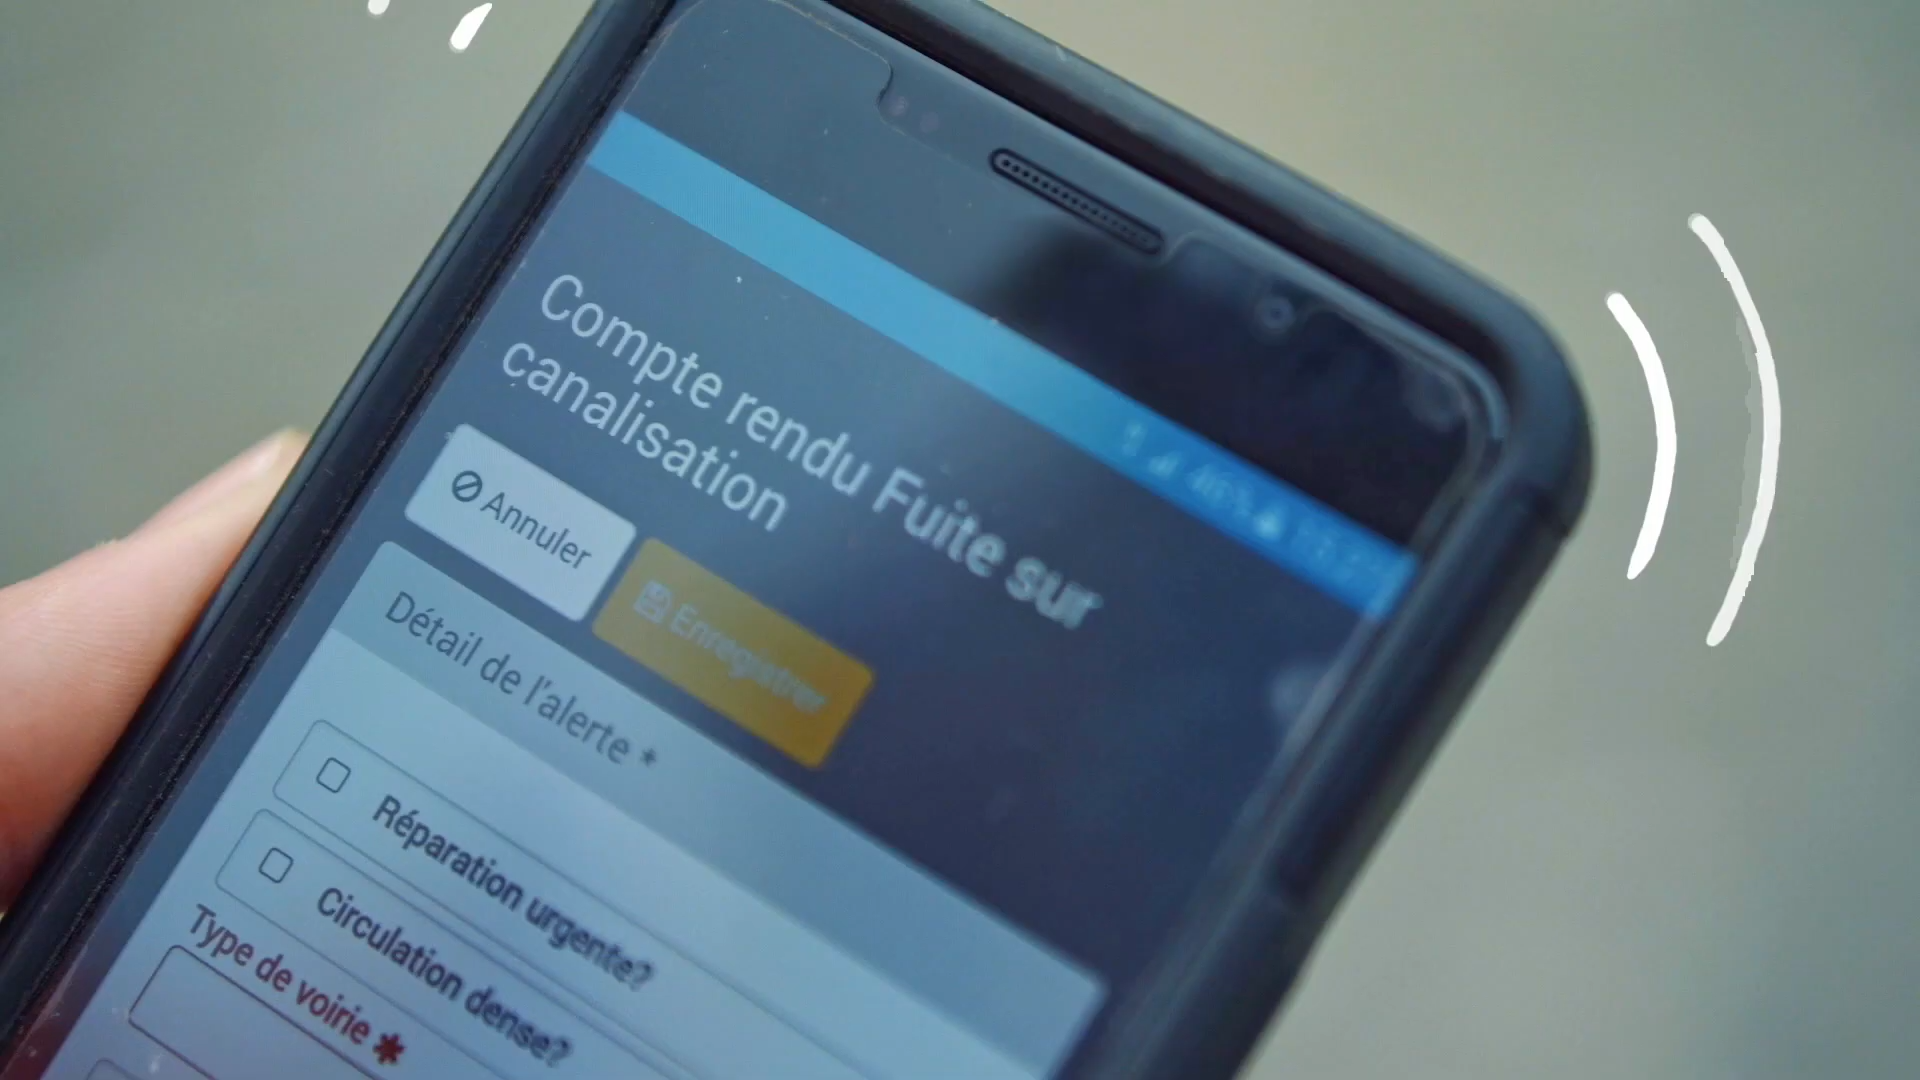 Compte rendu Fuite sur
canalisation
Annuler
Enregistrer
Détail de l'alerte *
Réparation urgente?
Circulation dense?
Type de voirie *